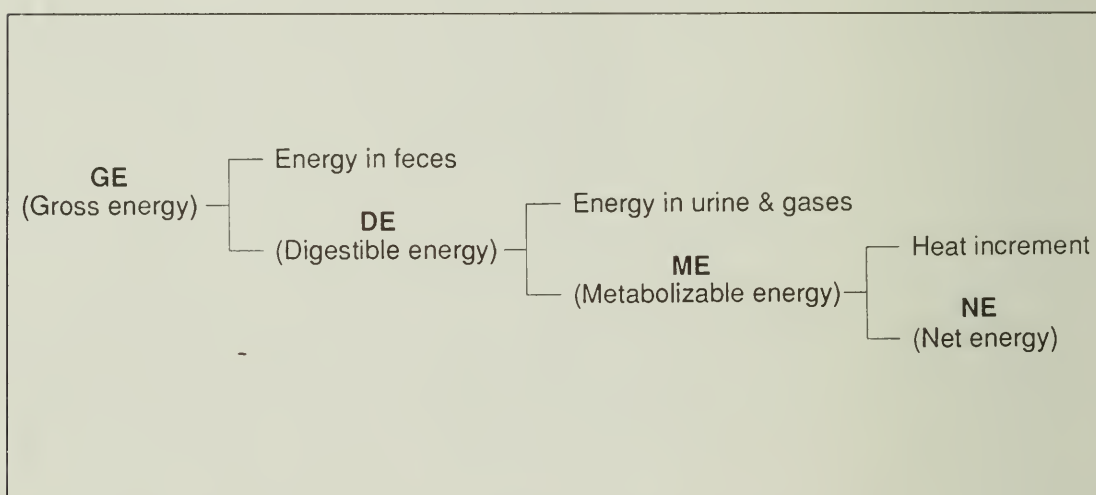 GE
(Gross energy)
Energy in feces
DE
(Digestible energy)
Energy in urine & gases
ME
(Metabolizable energy)
Heat increment
NE
(Net energy)